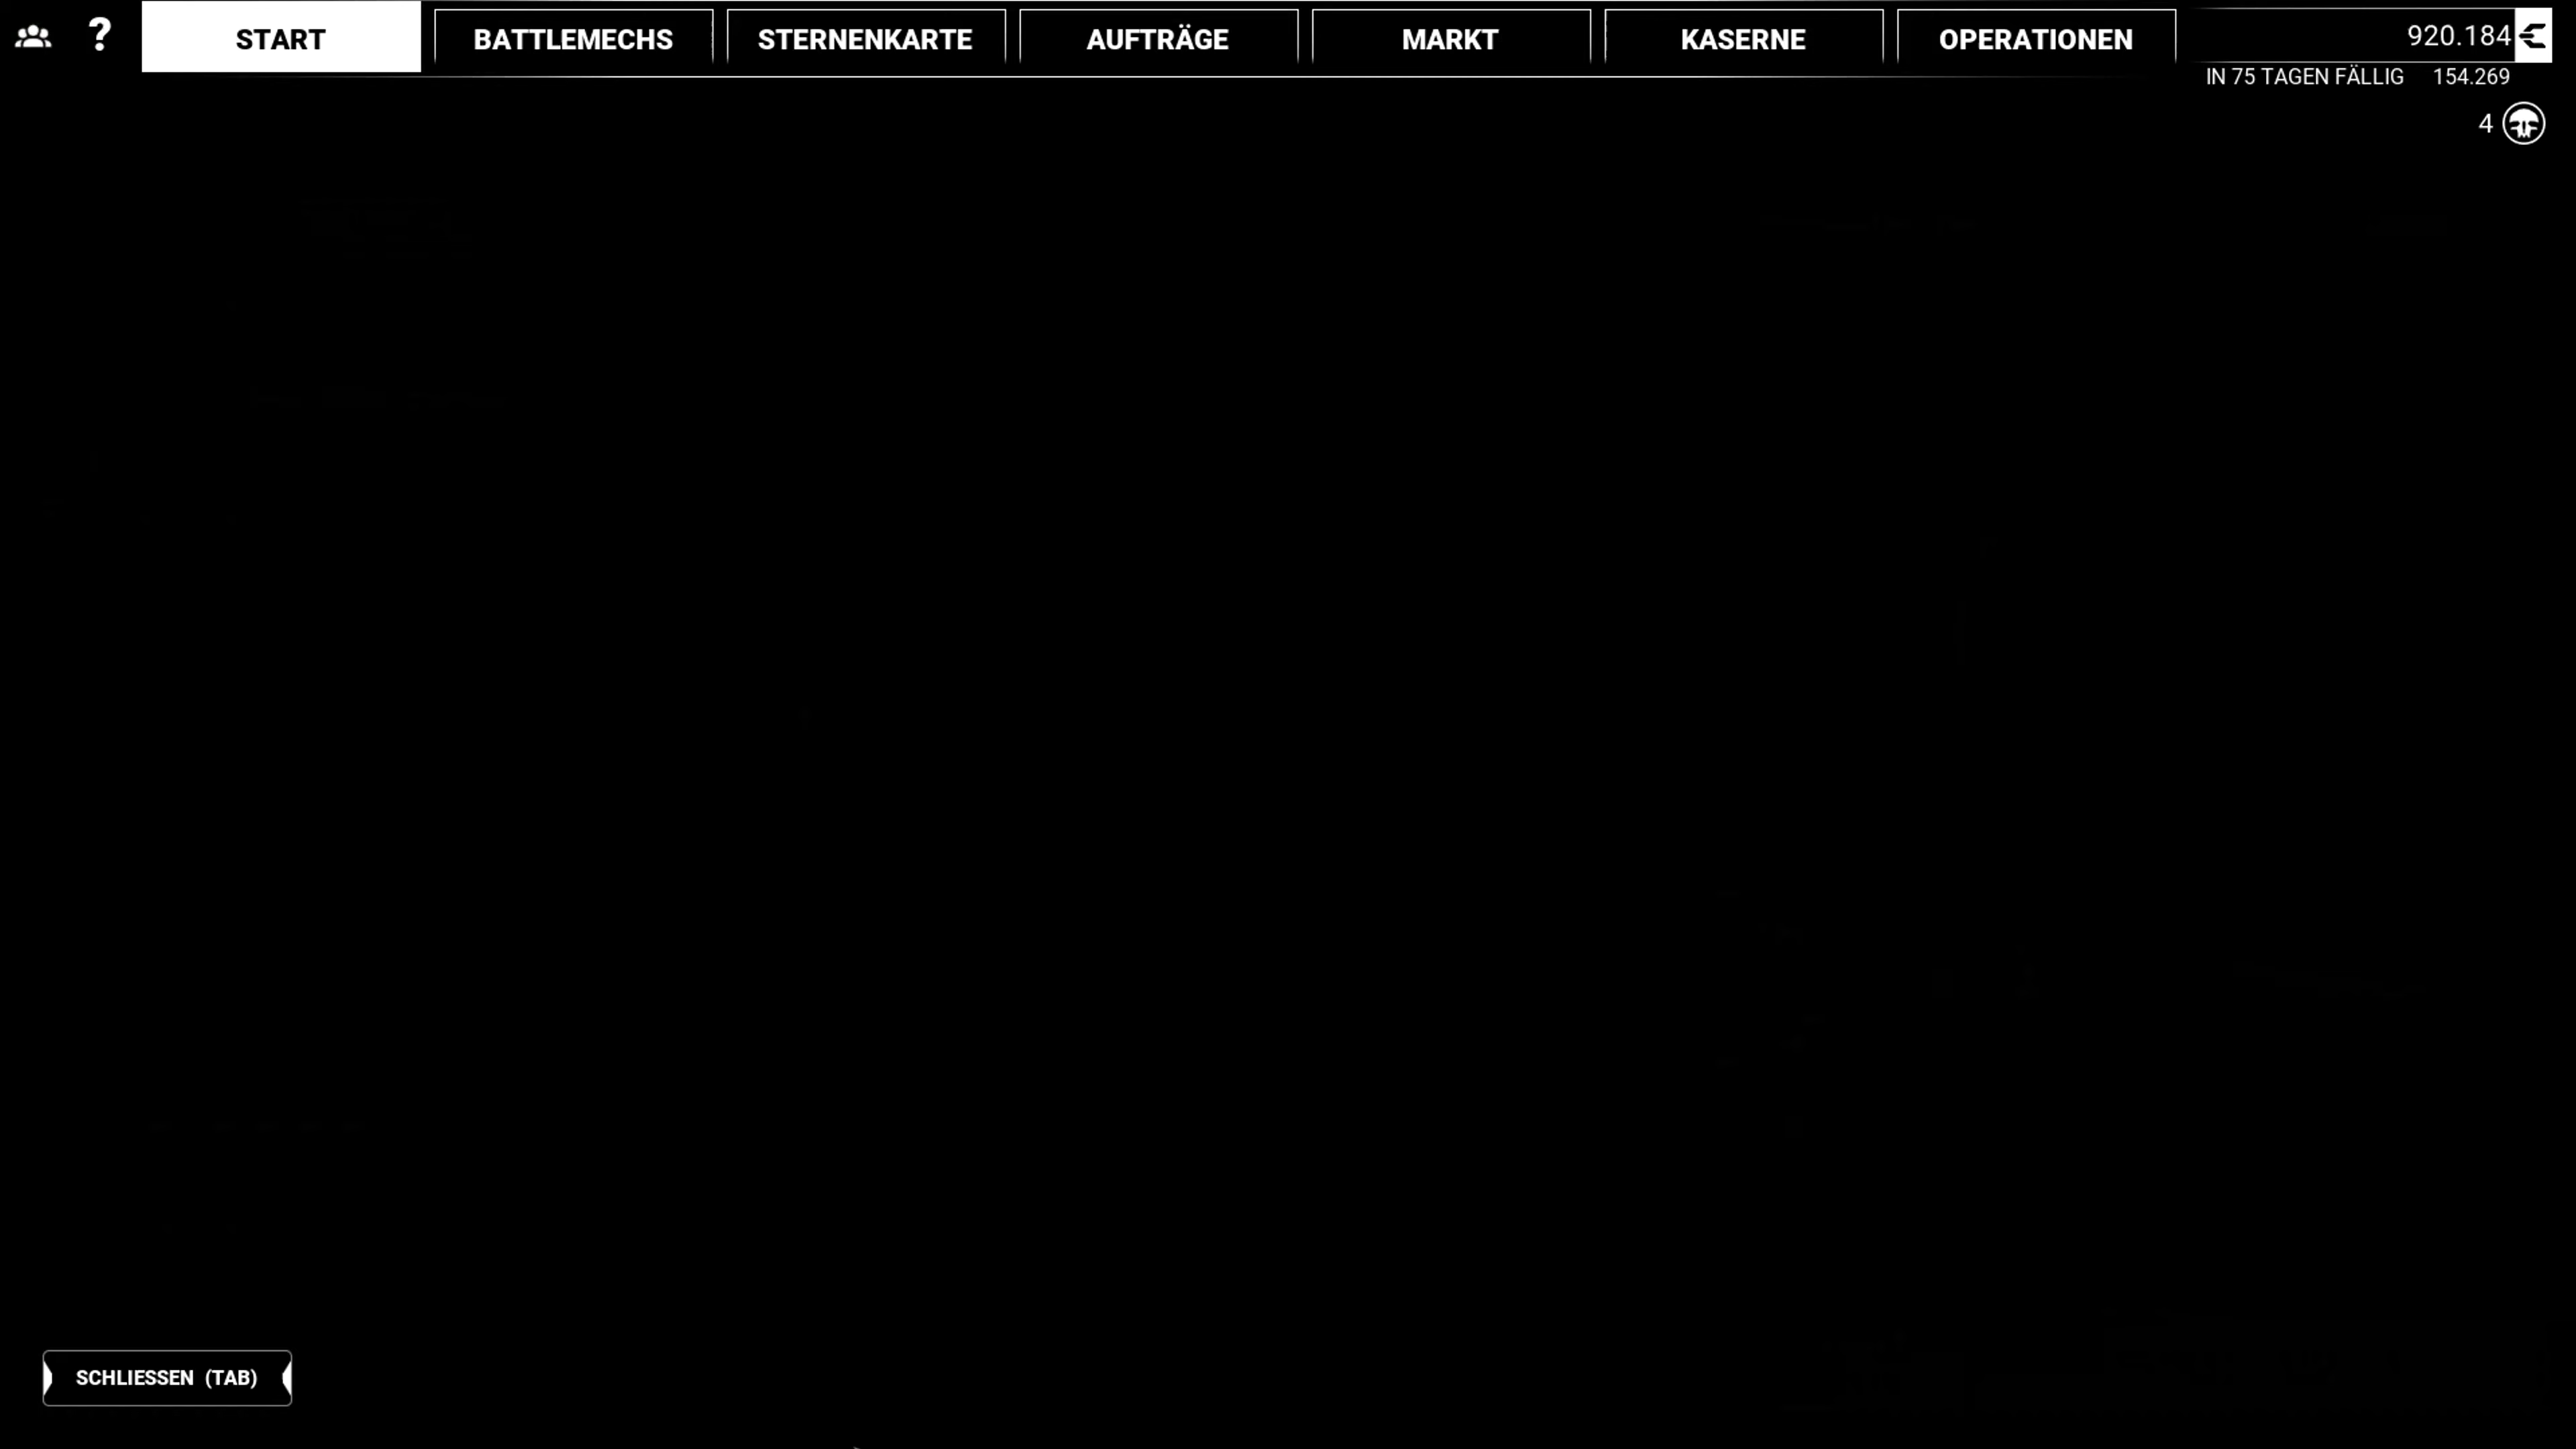 ? START BATTLEMECHS STERNENKARTE AUFTRÄGE MARKT KASERNE OPERATIONEN 920.184
IN 75 TAGEN FÄLLIG 154.269
4
SCHLIESSEN (TAB)